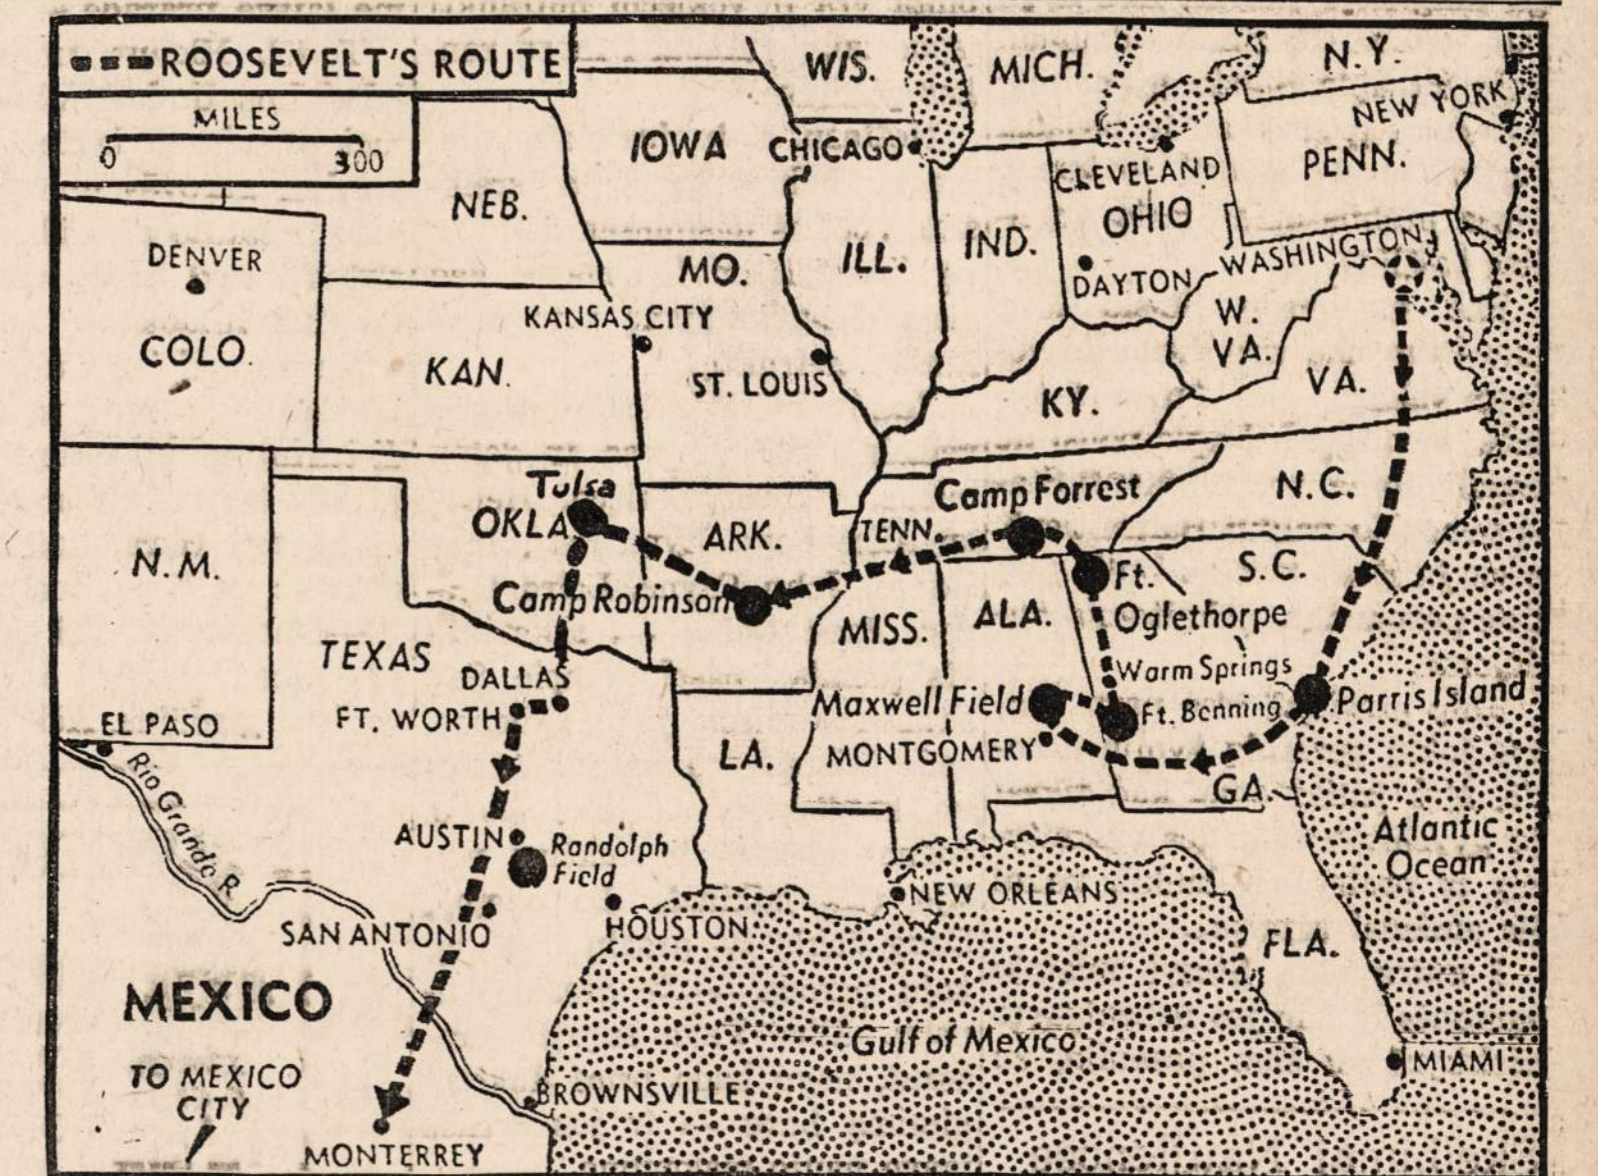 ROOSEVELT'S ROUTE
MILES
0 300
WIS.
MICH.
N.Y.
NEW YORK
IOWA
CHICAGO
CLEVELAND
PENN.
NEB.
OHIO
IND.
ILL.
MO.
DENVER
DAYTON
WASHINGTON
W.
VA.
KANSAS CITY
COLO.
KAN.
ST. LOUIS
KY.
VA.
Tulsa
OKLA
ARK.
TENN.
Camp Forrest
N.C.
N.M.
Camp Robinson
Ft.
Oglethorpe
S.C.
MISS.
ALA.
TEXAS
DALLAS
Warm Springs
FT. WORTH
Maxwell Field
Ft. Benning
Parris Island
EL PASO
LA.
MONTGOMERY
GA.
Rio Grande R.
AUSTIN
Randolph
Field
Atlantic
Ocean
NEW ORLEANS
SAN ANTONIO
HOUSTON
FLA.
MEXICO
Gulf of Mexico
TO MEXICO
CITY
MIAMI
BROWNSVILLE
MONTERREY